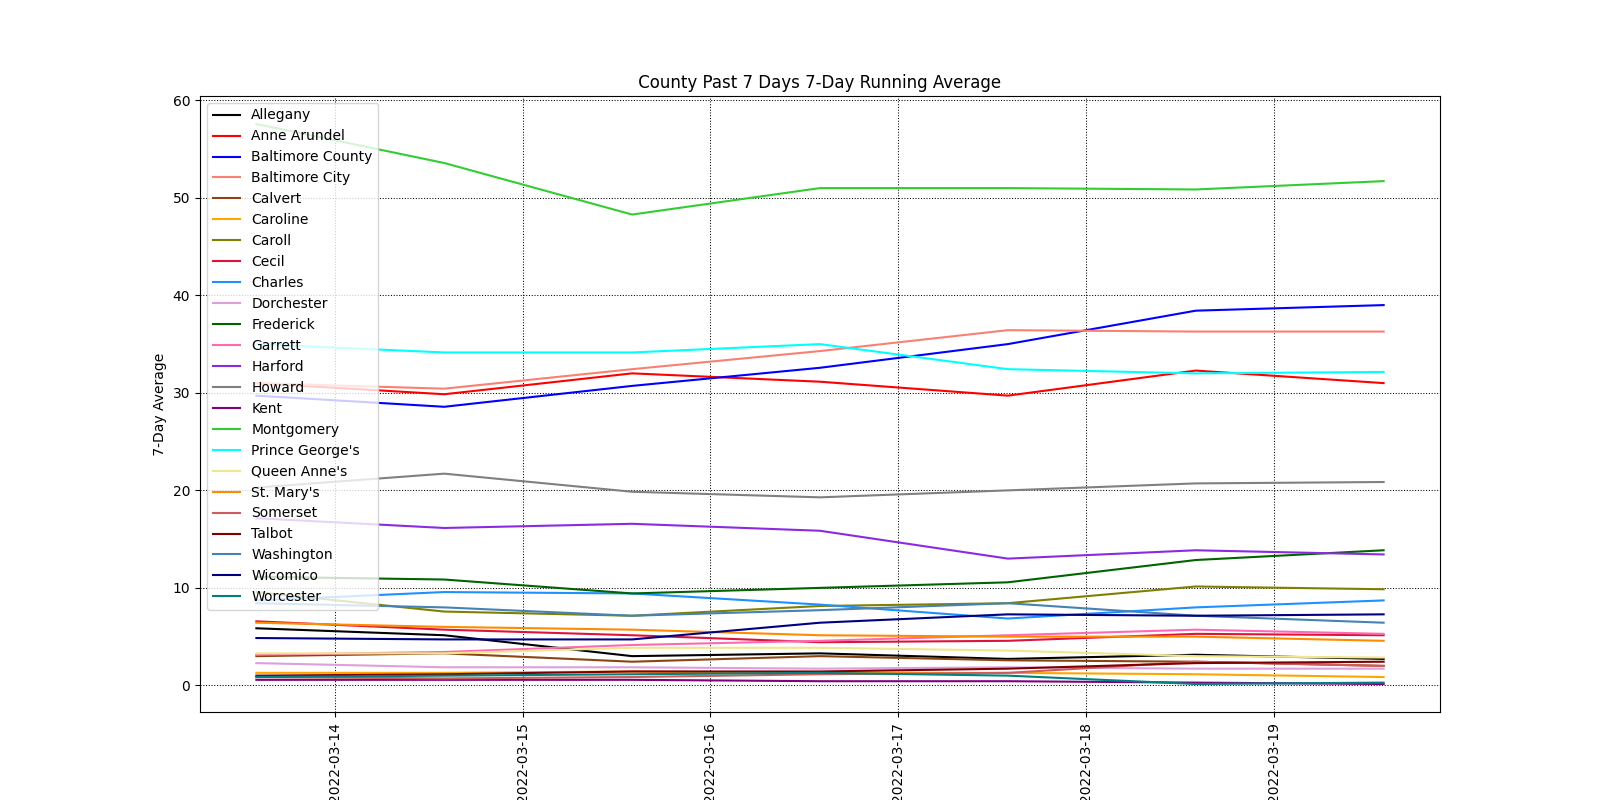 County Past 7 Days 7-Day Running Average
60
50
40
30
20
10
0
7-Day Average
Allegany
Anne Arundel
Baltimore County
Baltimore City
Calvert
Caroline
Caroll
Cecil
Charles
Dorchester
Frederick
Garrett
Harford
Howard
Kent
Montgomery
Prince George's
Queen Anne's
St. Mary's
Somerset
Talbot
Washington
Wicomico
Worcester
2022-03-14
2022-03-15
2022-03-16
2022-03-17
2022-03-18
2022-03-19